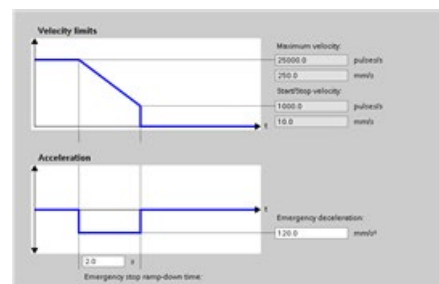 Velocity limits
Maximum velocity:
25000.0 pulses/s
250.0 mm/s
Start/Stop velocity:
1000.0 pulses/s
10.0 mm/s
t
Acceleration
t
Emergency deceleration:
120.0 mm/s²
2.0 s
Emergency stop ramp-down time: